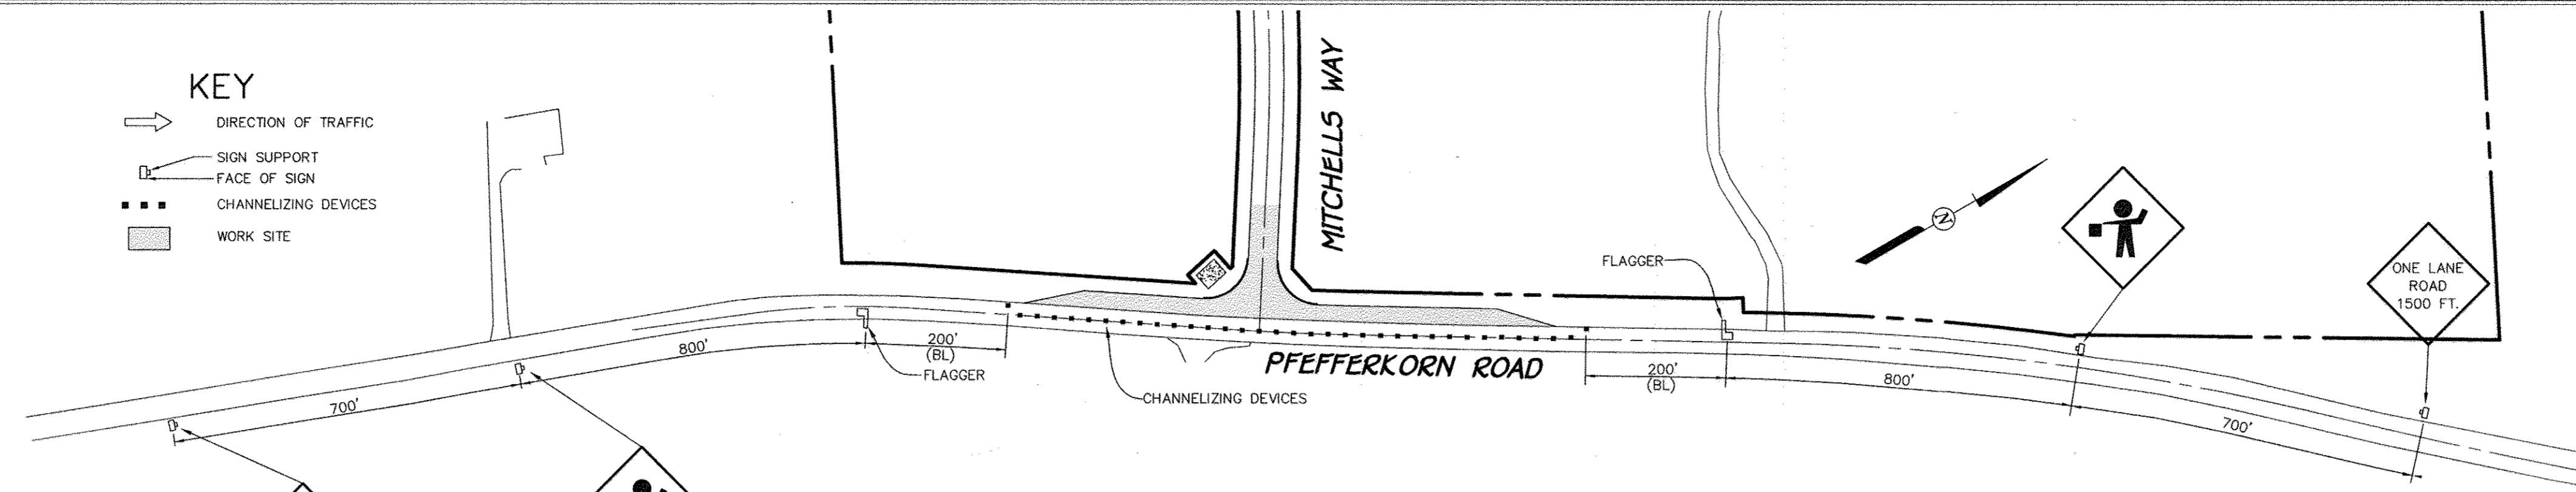 KEY
DIRECTION OF TRAFFIC
SIGN SUPPORT
FACE OF SIGN
CHANNELIZING DEVICES
WORK SITE
MITCHELLS WAY
N
FLAGGER
ONE LANE
ROAD
1500 FT.
700'
800'
200'
(BL)
FLAGGER
CHANNELIZING DEVICES
PFEFFERKORN ROAD
200'
(BL)
800'
700'